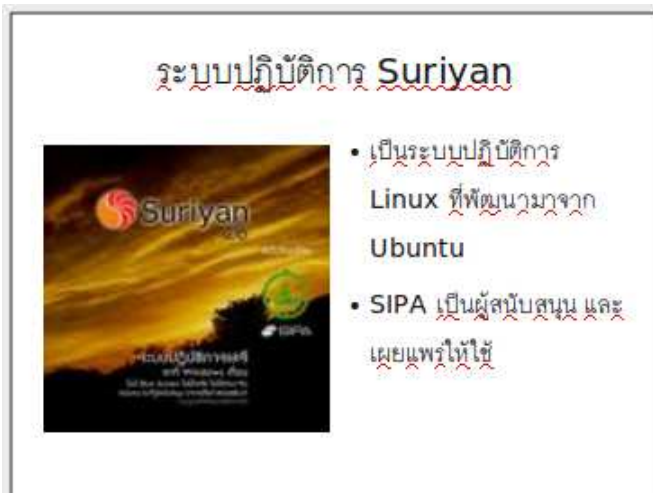 ระบบปฏิบัติการ Suriyan
Suriyan
SIPA
ระบบปฏิบัติการเสรี
• เป็นระบบปฏิบัติการ
Linux ที่พัฒนามาจาก
Ubuntu
• SIPA เป็นผู้สนับสนุน และ
เผยแพร่ให้ใช้